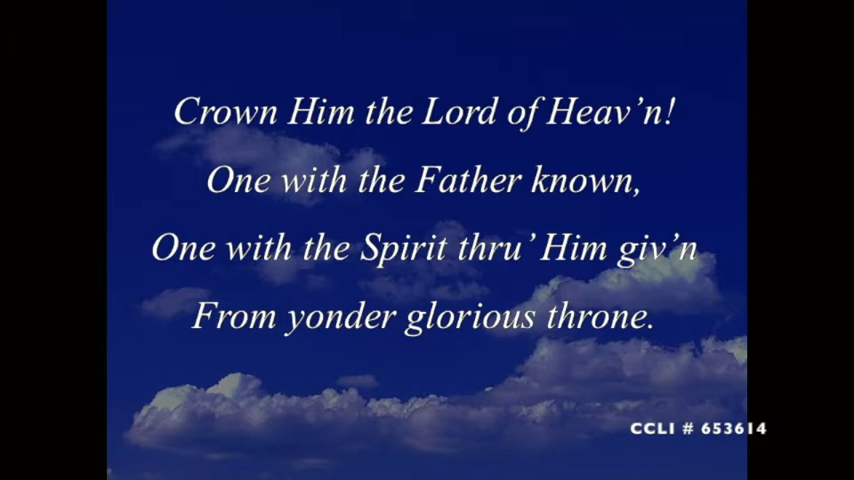 Crown Him the Lord of Heav’n!
One with the Father known,
One with the Spirit thru’ Him giv’n
From yonder glorious throne.
CCLI # 653614